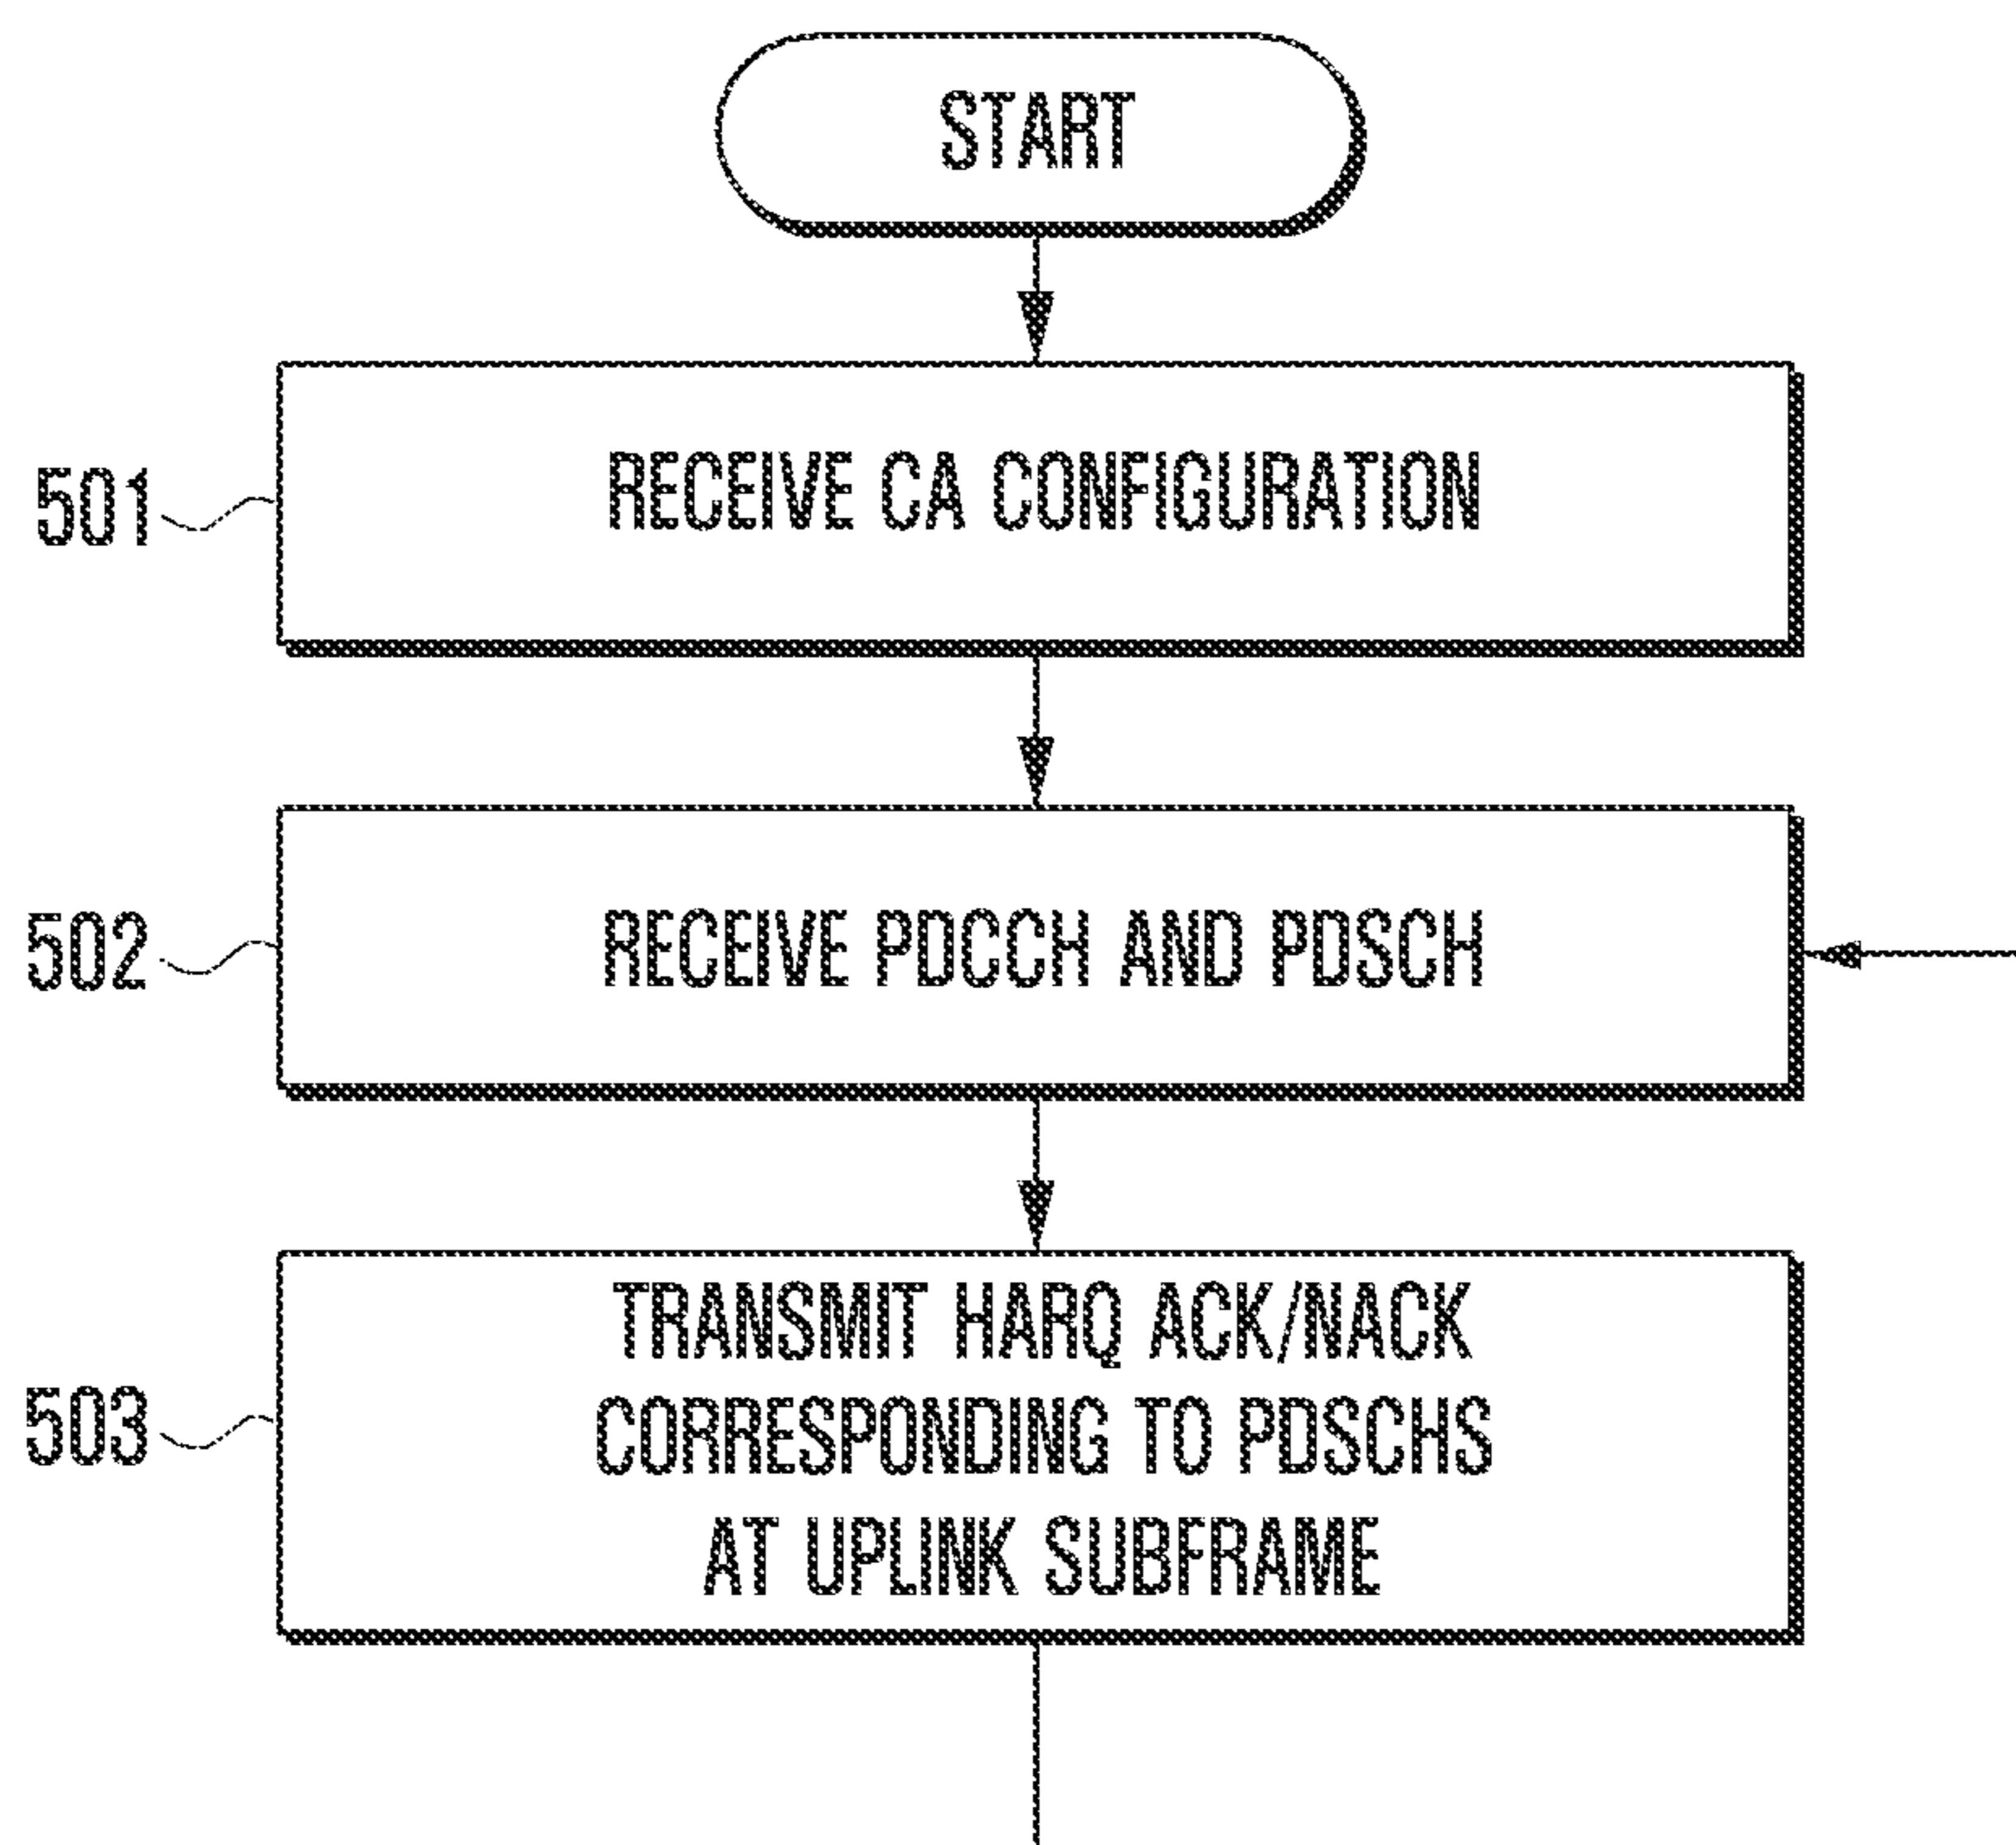 START
501
RECEIVE CA CONFIGURATION
502
RECEIVE PDCCH AND PDSCH
503
TRANSMIT HARQ ACK/NACK
CORRESPONDING TO PDSCHS
AT UPLINK SUBFRAME